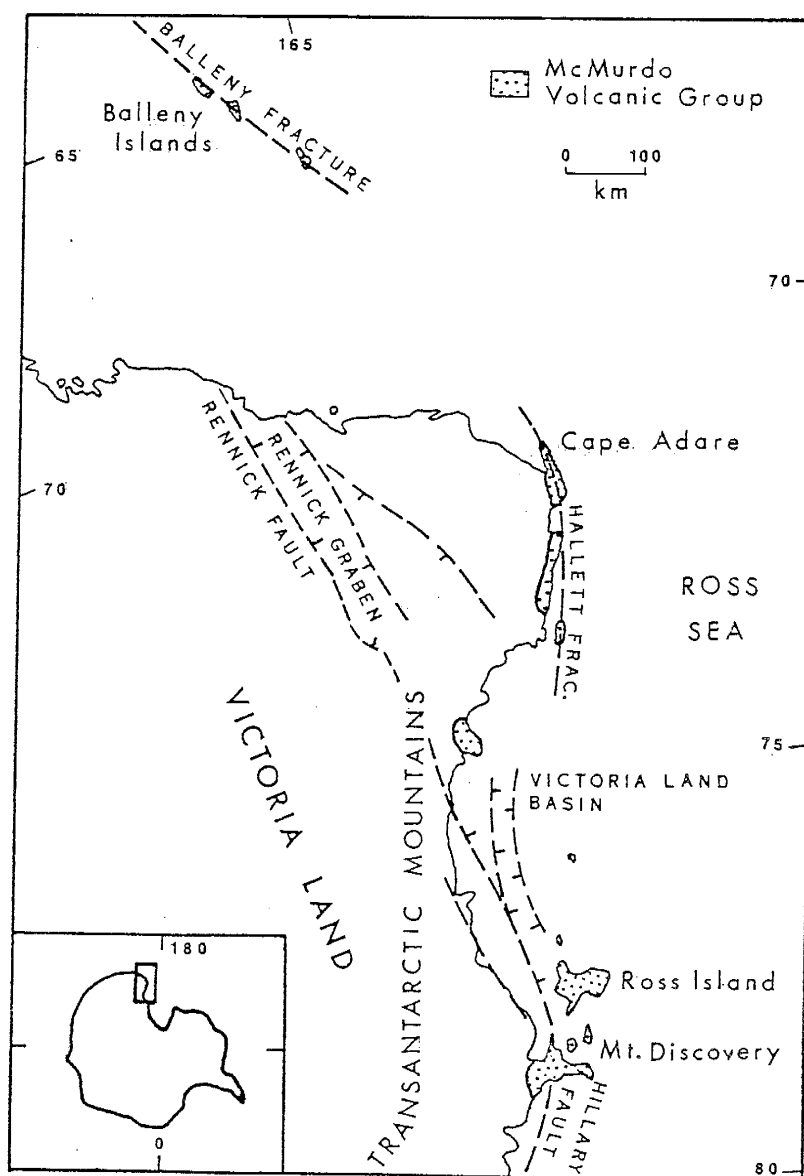 165
BALLENY FRACTURE
Balleny
Islands
McMurdo
Volcanic Group
0 100
km
65
70
Cape Adare
RENNICK FAULT
RENNICK GRABEN
70
HALLETT FRAC.
ROSS
SEA
VICTORIA LAND
TRANSANTARCTIC MOUNTAINS
75
VICTORIA LAND
BASIN
Ross Island
Mt. Discovery
HILLARY
FAULT
180
0
80